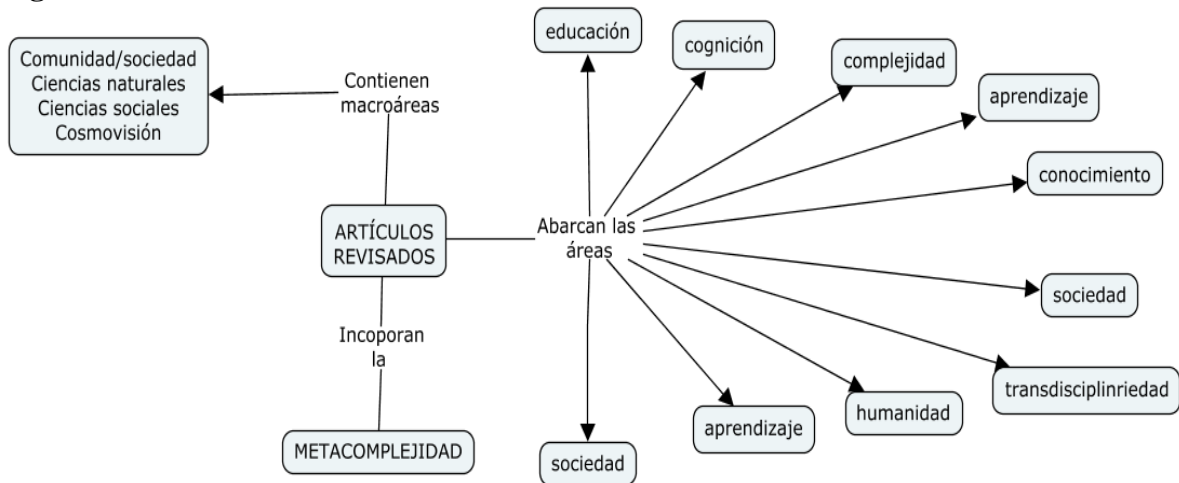 educación
cognición
complejidad
aprendizaje
conocimiento
sociedad
transdisciplinriedad
humanidad
aprendizaje
sociedad
Abarcan las
áreas
Comunidad/sociedad
Ciencias naturales
Ciencias sociales
Cosmovisión
Contienen
macroáreas
ARTÍCULOS
REVISADOS
Incoporan
la
METACOMPLEJIDAD